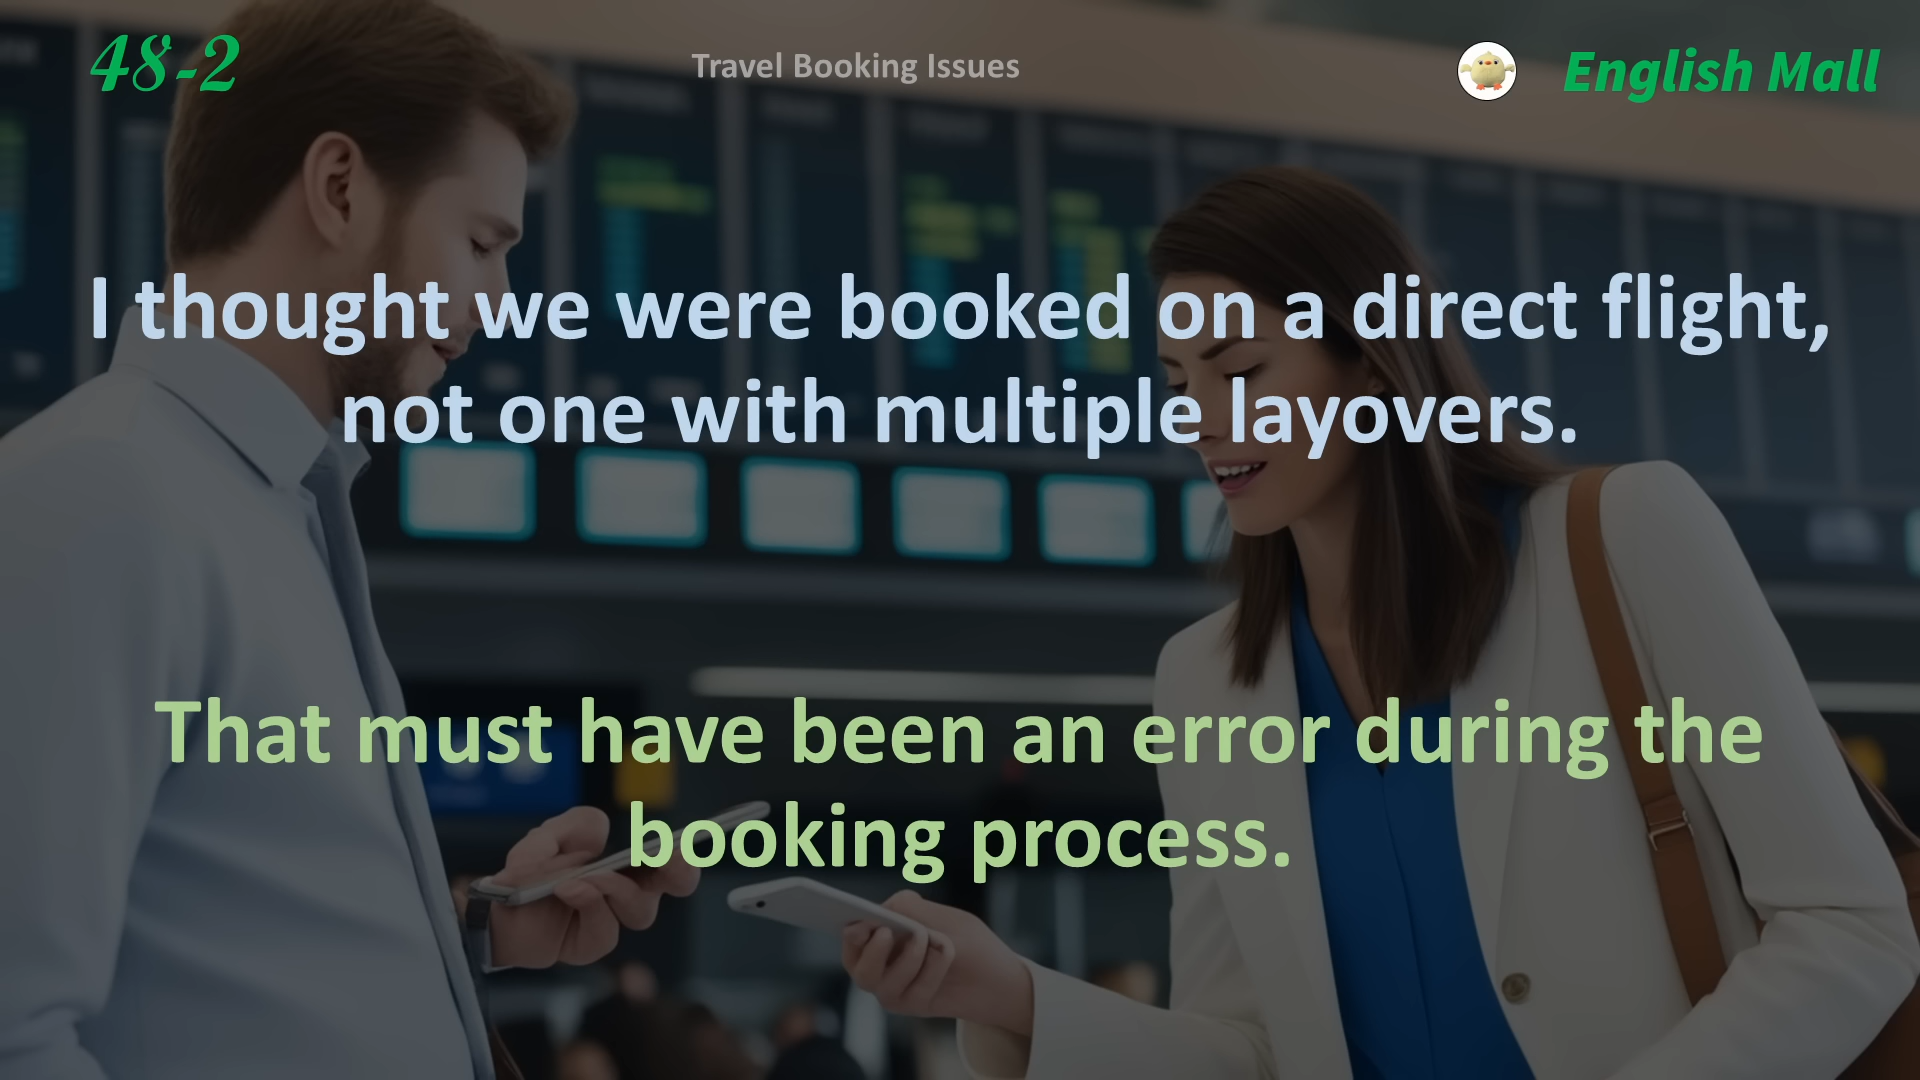 48-2
Travel Booking Issues
English Mall
I thought we were booked on a direct flight,
not one with multiple layovers.
That must have been an error during the
booking process.